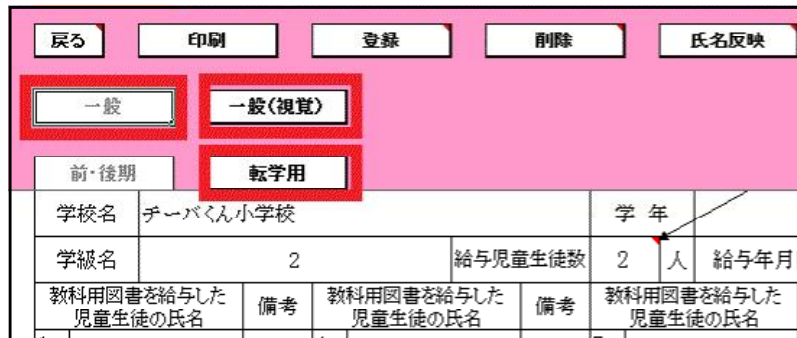 戻る 印刷 登録 削除 氏名反映
一般 一般(視覚)
前・後期 転学用
学校名 チーバくん小学校 学 年
学級名 2 給与児童生徒数 2 人 給与年月
教科用図書を給与した 備考 教科用図書を給与した 備考 教科用図書を給与した
児童生徒の氏名 児童生徒の氏名 児童生徒の氏名